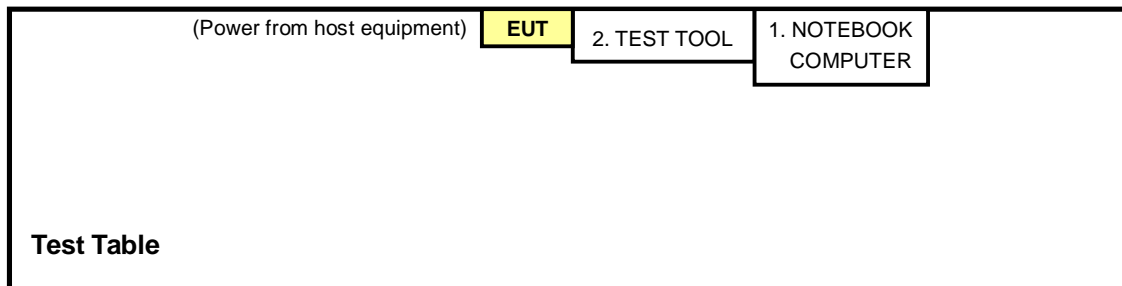 (Power from host equipment)
EUT
2. TEST TOOL
1. NOTEBOOK
COMPUTER
Test Table